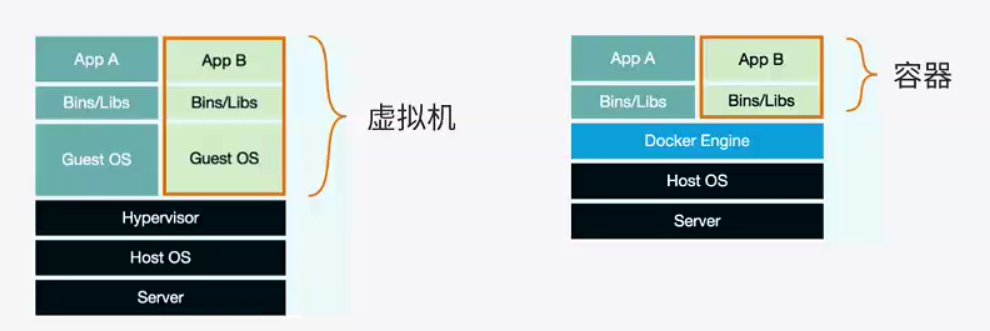 App A
App B
Bins/Libs
Bins/Libs
Guest OS
Guest OS
Hypervisor
Host OS
Server
虚拟机
App A
App B
Bins/Libs
Bins/Libs
Docker Engine
Host OS
Server
容器